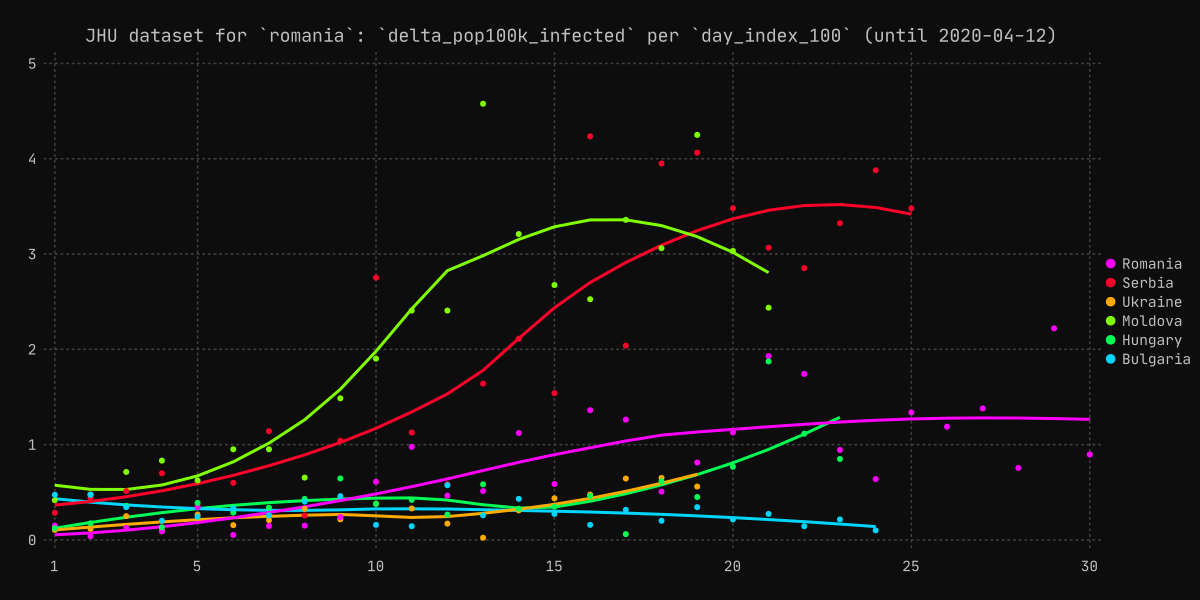 JHU dataset for `romania`: `delta_pop100k_infected` per `day_index_100` (until 2020-04-12)
5
4
3
2
1
0
1 5 10 15 20 25 30
Romania
Serbia
Ukraine
Moldova
Hungary
Bulgaria